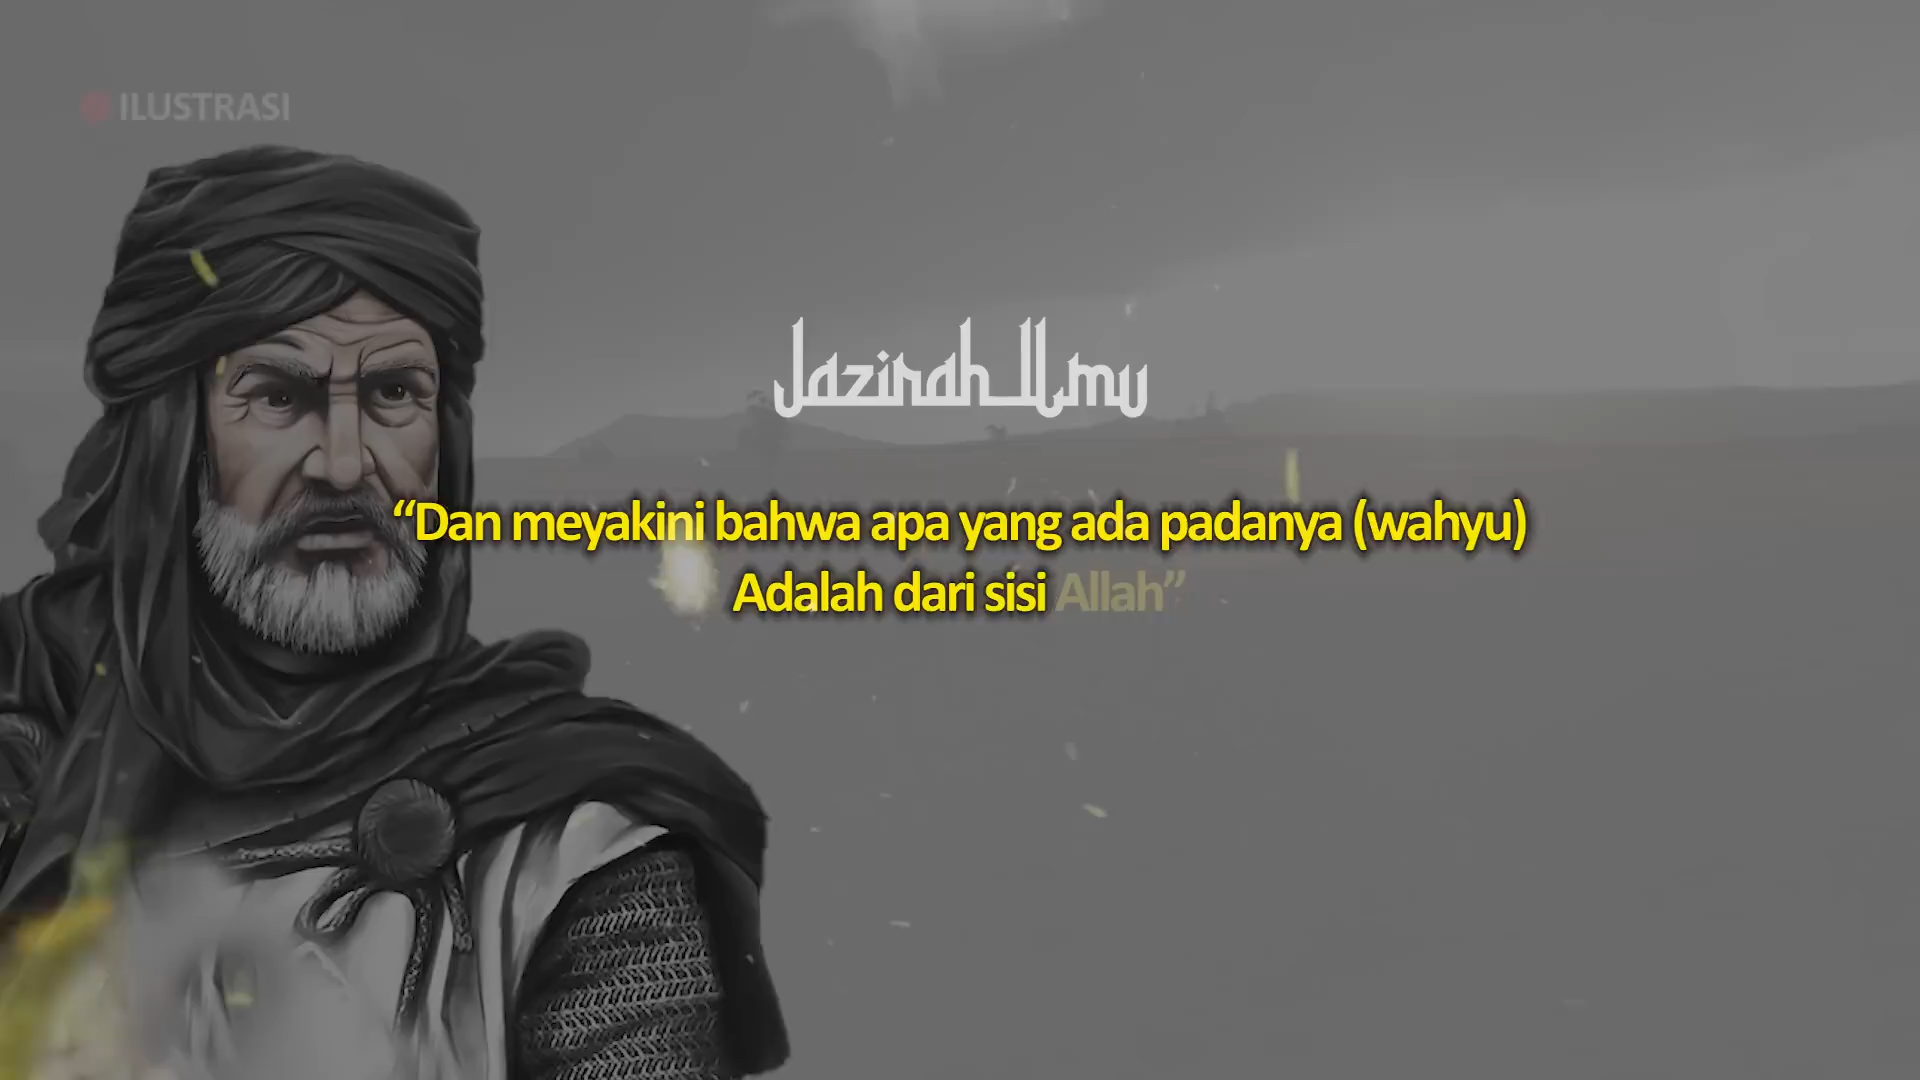 ILUSTRASI
Jazirah Ilmu
“Dan meyakini bahwa apa yang ada padanya (wahyu)
Adalah dari sisi Allah”